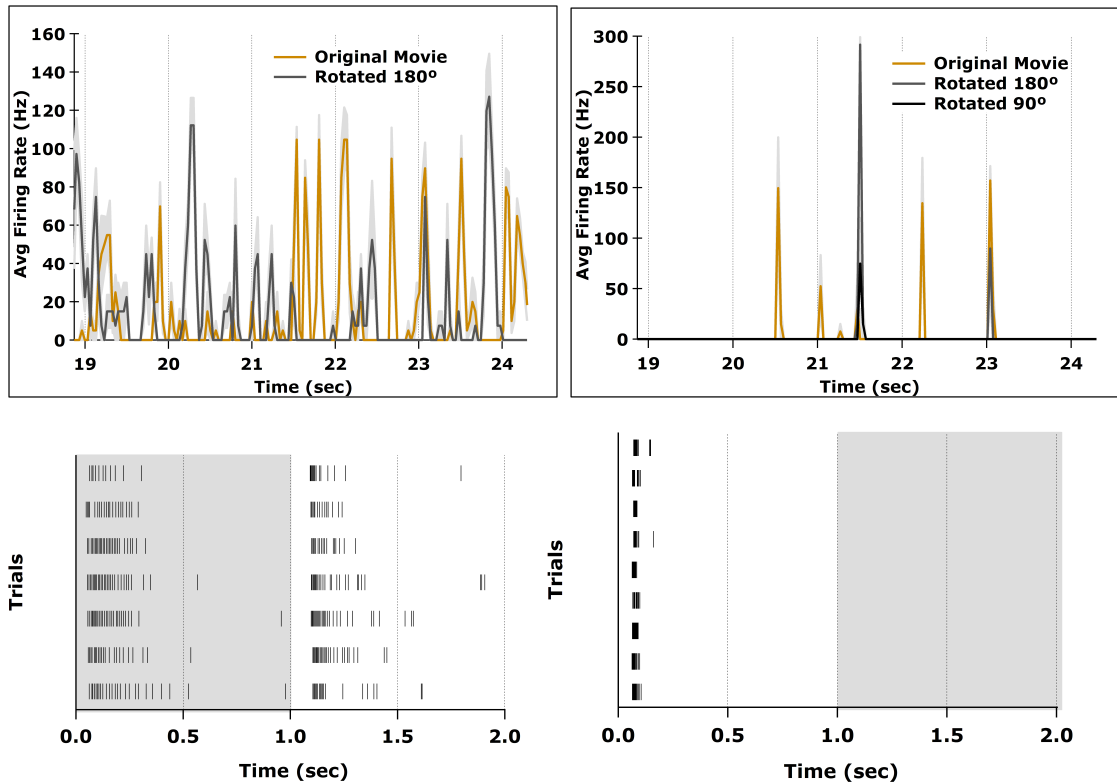 160
140
120
100
80
60
40
20
0
Avg Firing Rate (Hz)
Original Movie
Rotated 180º
19 20 21 22 23 24
Time (sec)
300
250
200
150
100
50
0
Avg Firing Rate (Hz)
Original Movie
Rotated 180º
Rotated 90º
19 20 21 22 23 24
Time (sec)
Trials
0.0 0.5 1.0 1.5 2.0
Time (sec)
Trials
0.0 0.5 1.0 1.5 2.0
Time (sec)